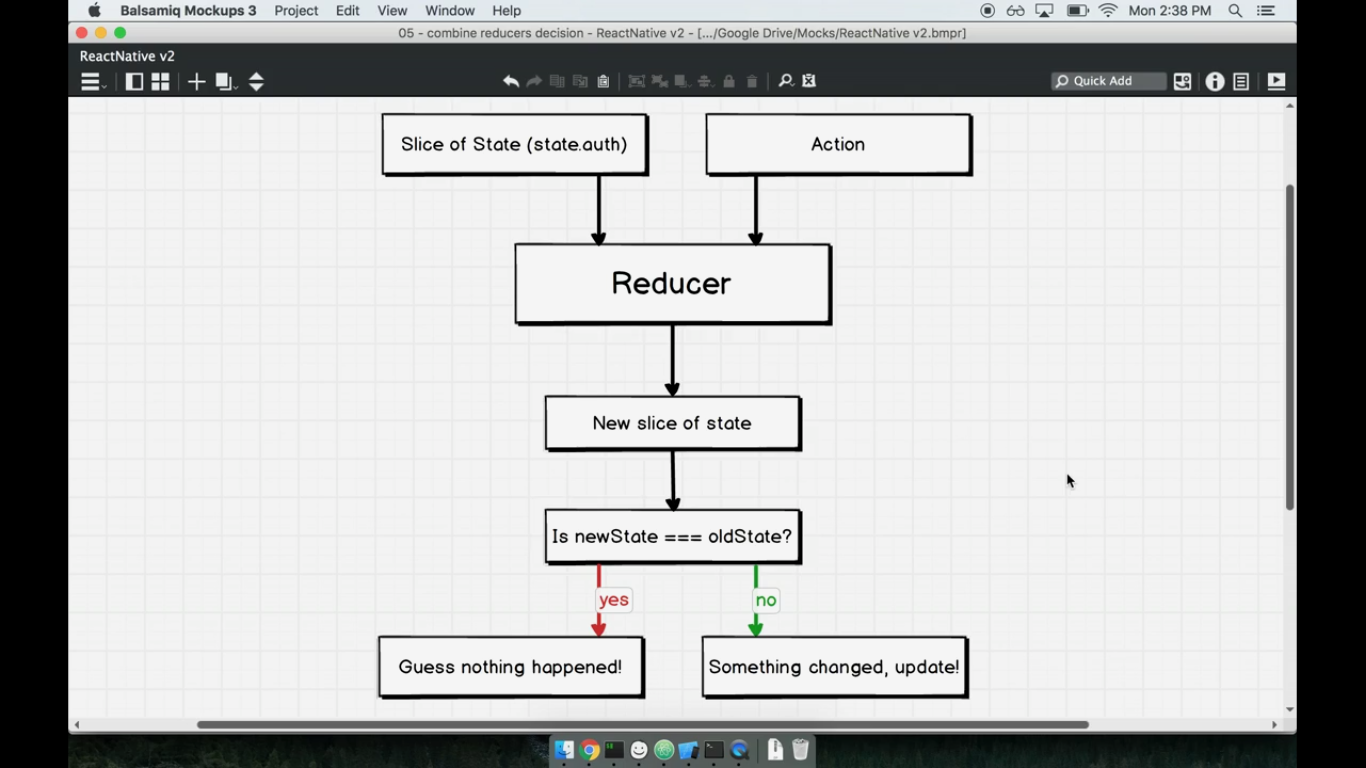 Balsamiq Mockups 3 Project Edit View Window Help Mon 2:38 PM
05 - combine reducers decision - ReactNative v2 - [.../Google Drive/Mocks/ReactNative v2.bmpr]
ReactNative v2
Quick Add
Slice of State (state.auth)
Action
Reducer
New slice of state
Is newState === oldState?
yes
no
Guess nothing happened!
Something changed, update!